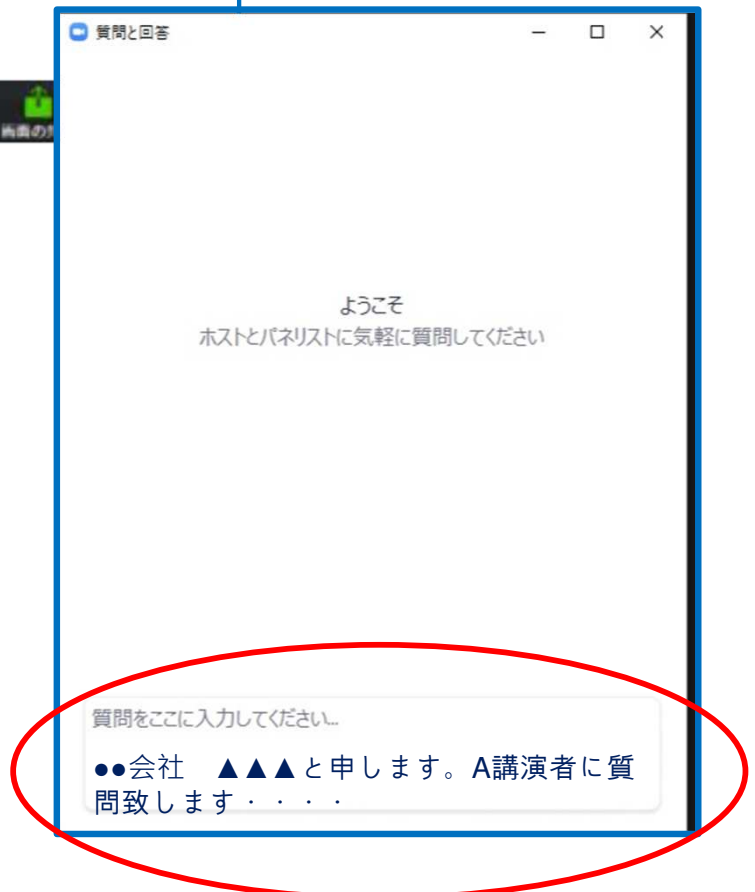 質問と回答
画面の
ようこそ
ホストとパネリストに気軽に質問してください
質問をここに入力してください...
●●会社　▲▲▲と申します。A講演者に質
問致します・・・・